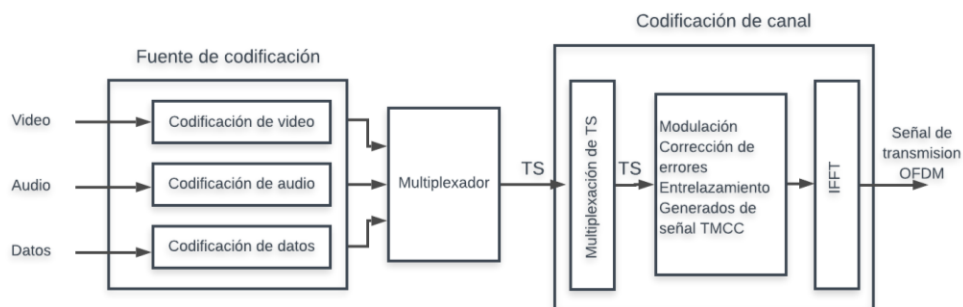 Codificación de canal
Fuente de codificación
Video
Codificación de video
Audio
Codificación de audio
Datos
Codificación de datos
Multiplexador
TS
Multiplexación de TS
TS
Modulación
Corrección de
errores
Entrelazamiento
Generados de
señal TMCC
IFFT
Señal de
transmision
OFDM